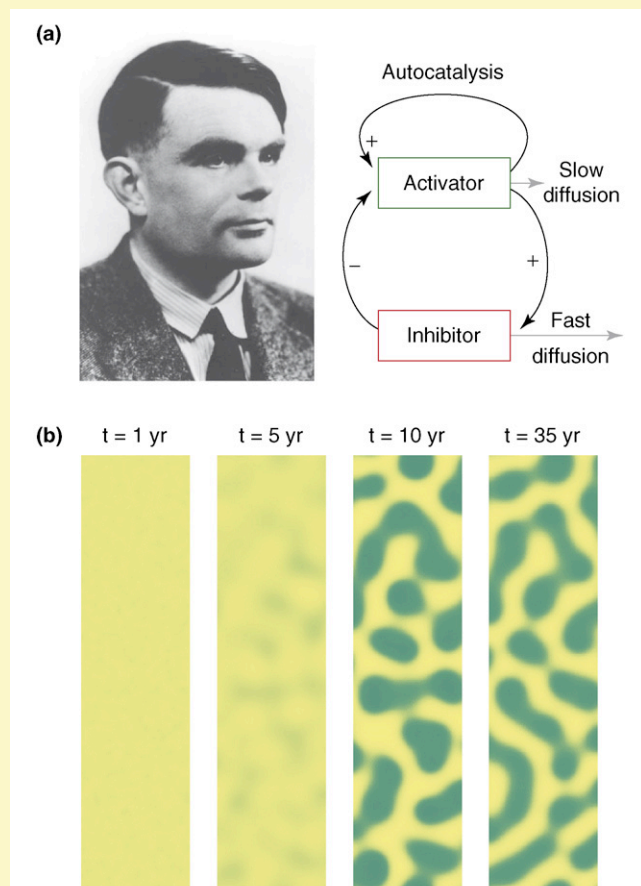 (a)
Autocatalysis
+
Activator
Slow
diffusion
–
+
Inhibitor
Fast
diffusion
(b)
t = 1 yr
t = 5 yr
t = 10 yr
t = 35 yr